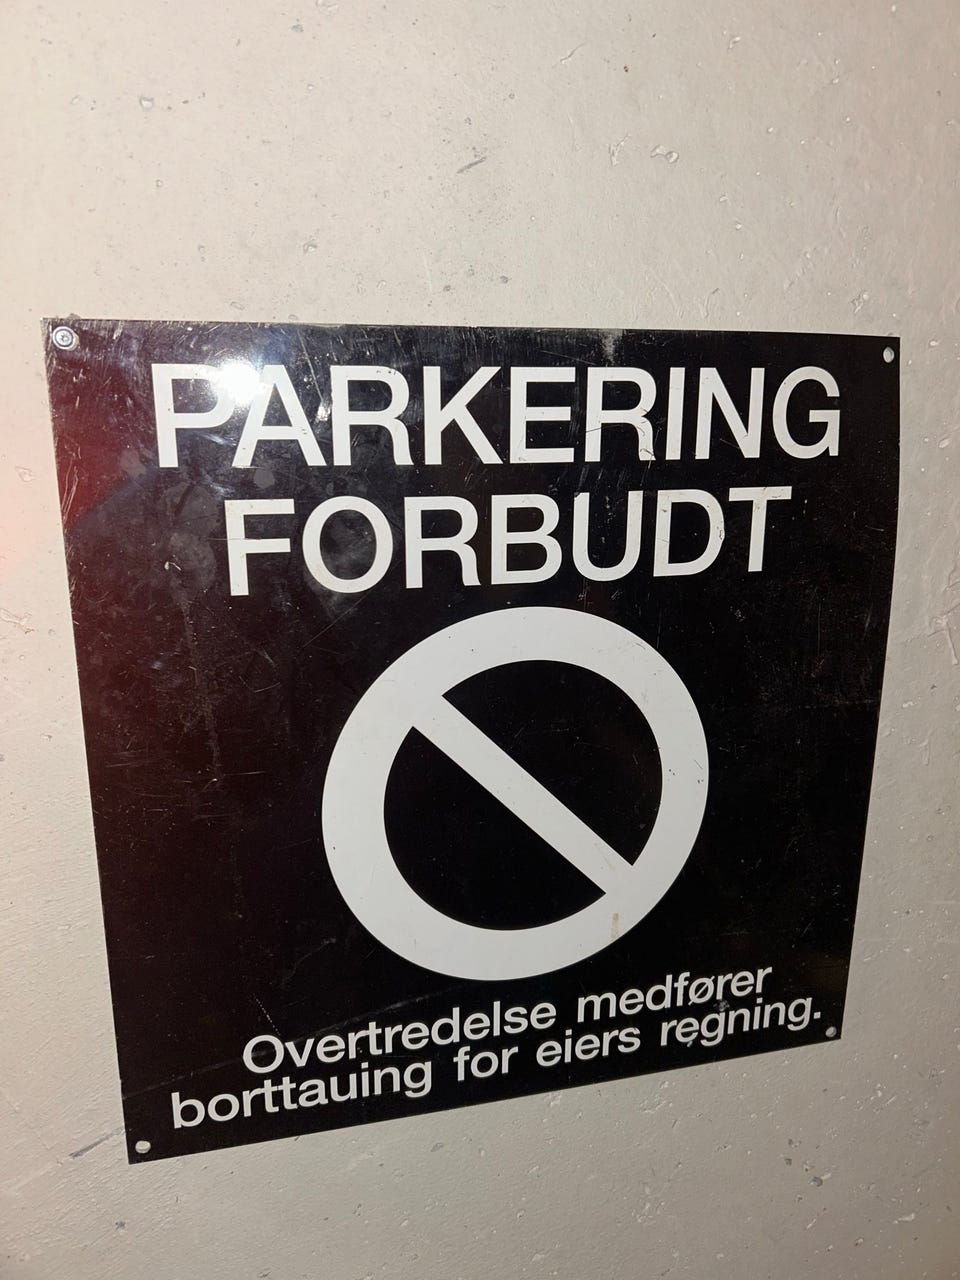 PARKERING
FORBUDT
Overtredelse medfører
borttauing for eiers regning.